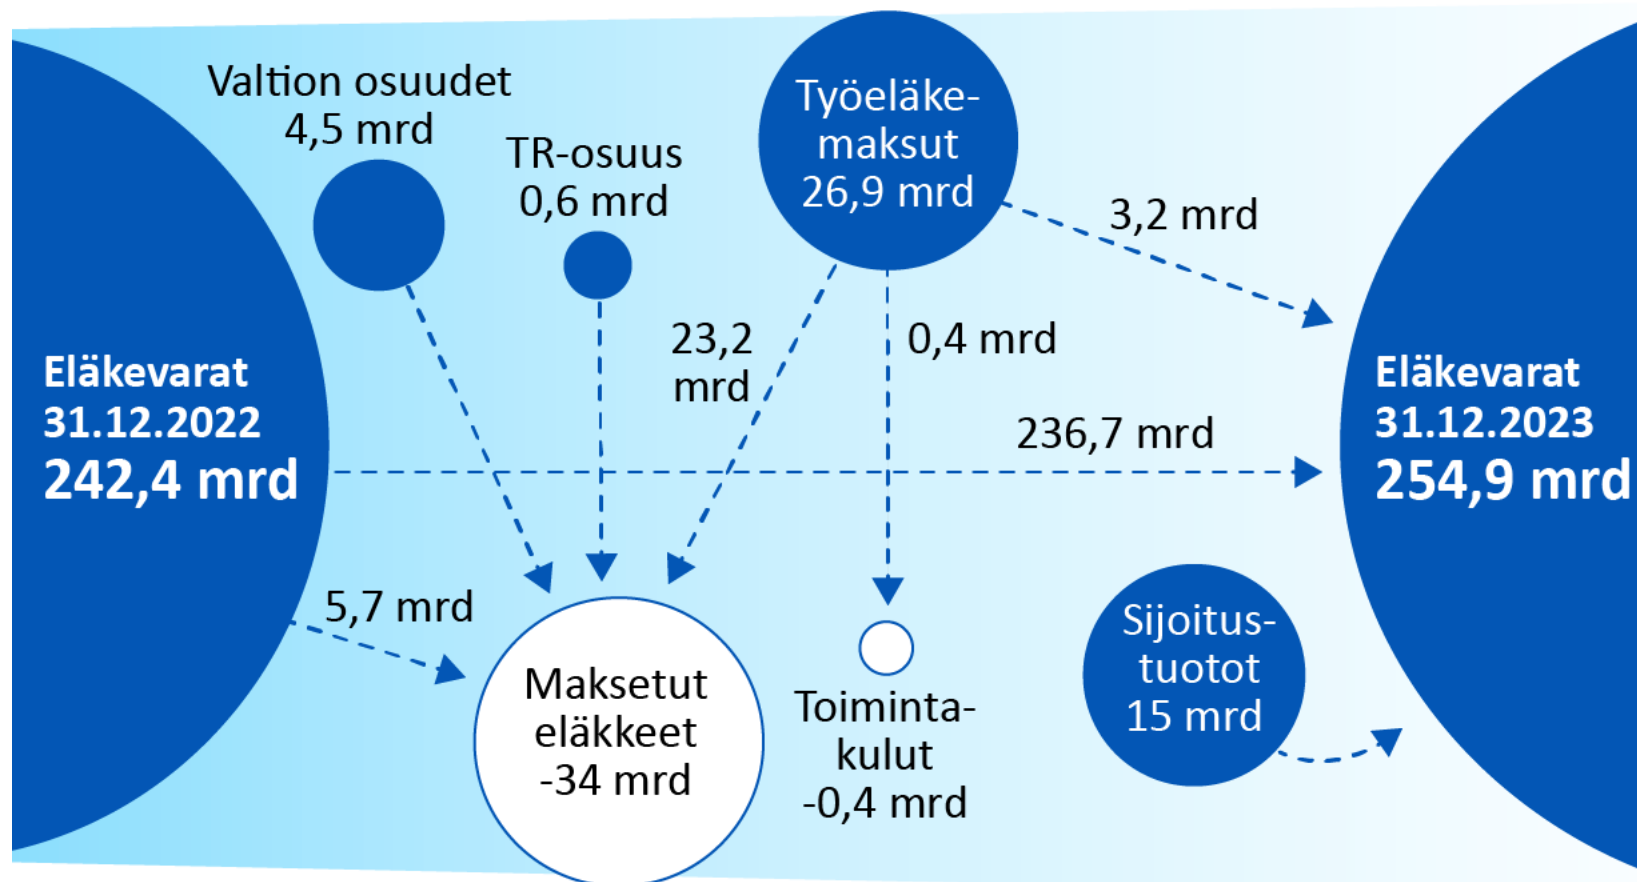 Valtion osuudet
4,5 mrd
TR-osuus
0,6 mrd
Työeläke-
maksut
26,9 mrd
3,2 mrd
23,2
mrd
0,4 mrd
Eläkevarat
31.12.2022
242,4 mrd
236,7 mrd
Eläkevarat
31.12.2023
254,9 mrd
5,7 mrd
Maksetut
eläkkeet
-34 mrd
Toiminta-
kulut
-0,4 mrd
Sijoitus-
tuotot
15 mrd